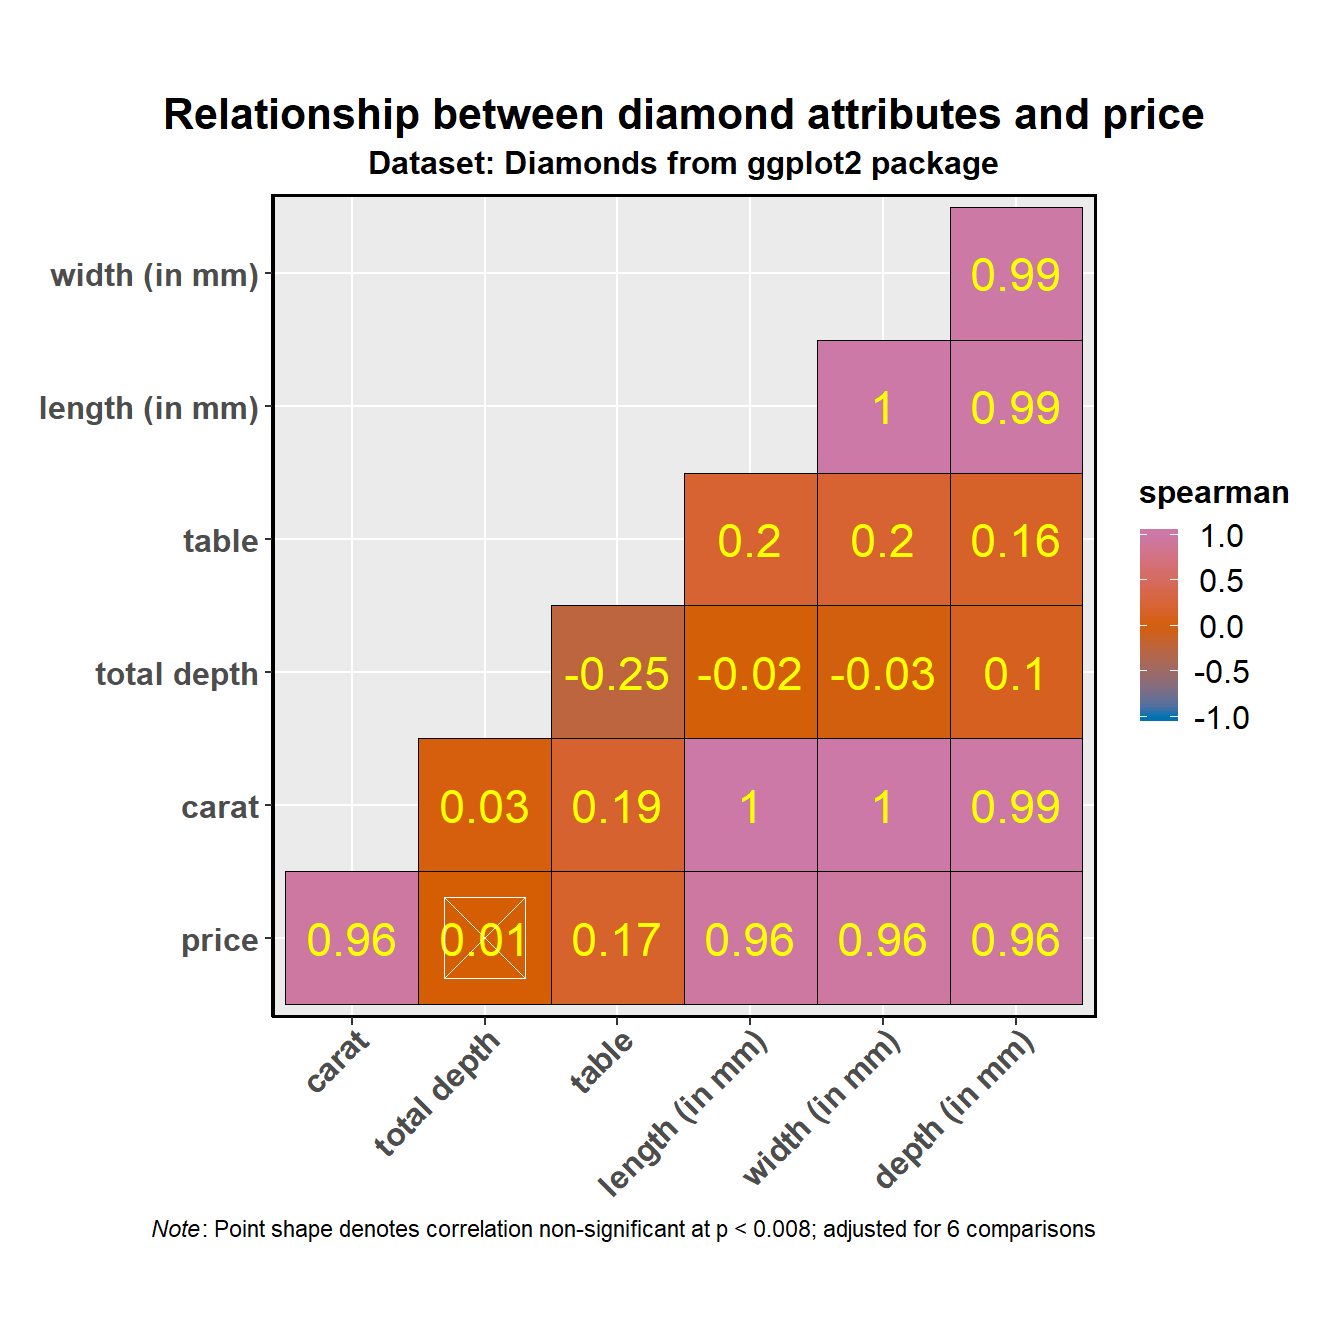 Relationship between diamond attributes and price
Dataset: Diamonds from ggplot2 package
width (in mm)
0.99
length (in mm)
1 0.99
table
0.2 0.2 0.16
total depth
-0.25 -0.02 -0.03 0.1
carat
0.03 0.19 1 1 0.99
price
0.96 0.01 0.17 0.96 0.96 0.96
carat
total depth
table
length (in mm)
width (in mm)
depth (in mm)
spearman
1.0
0.5
0.0
-0.5
-1.0
Note: Point shape denotes correlation non-significant at p < 0.008; adjusted for 6 comparisons